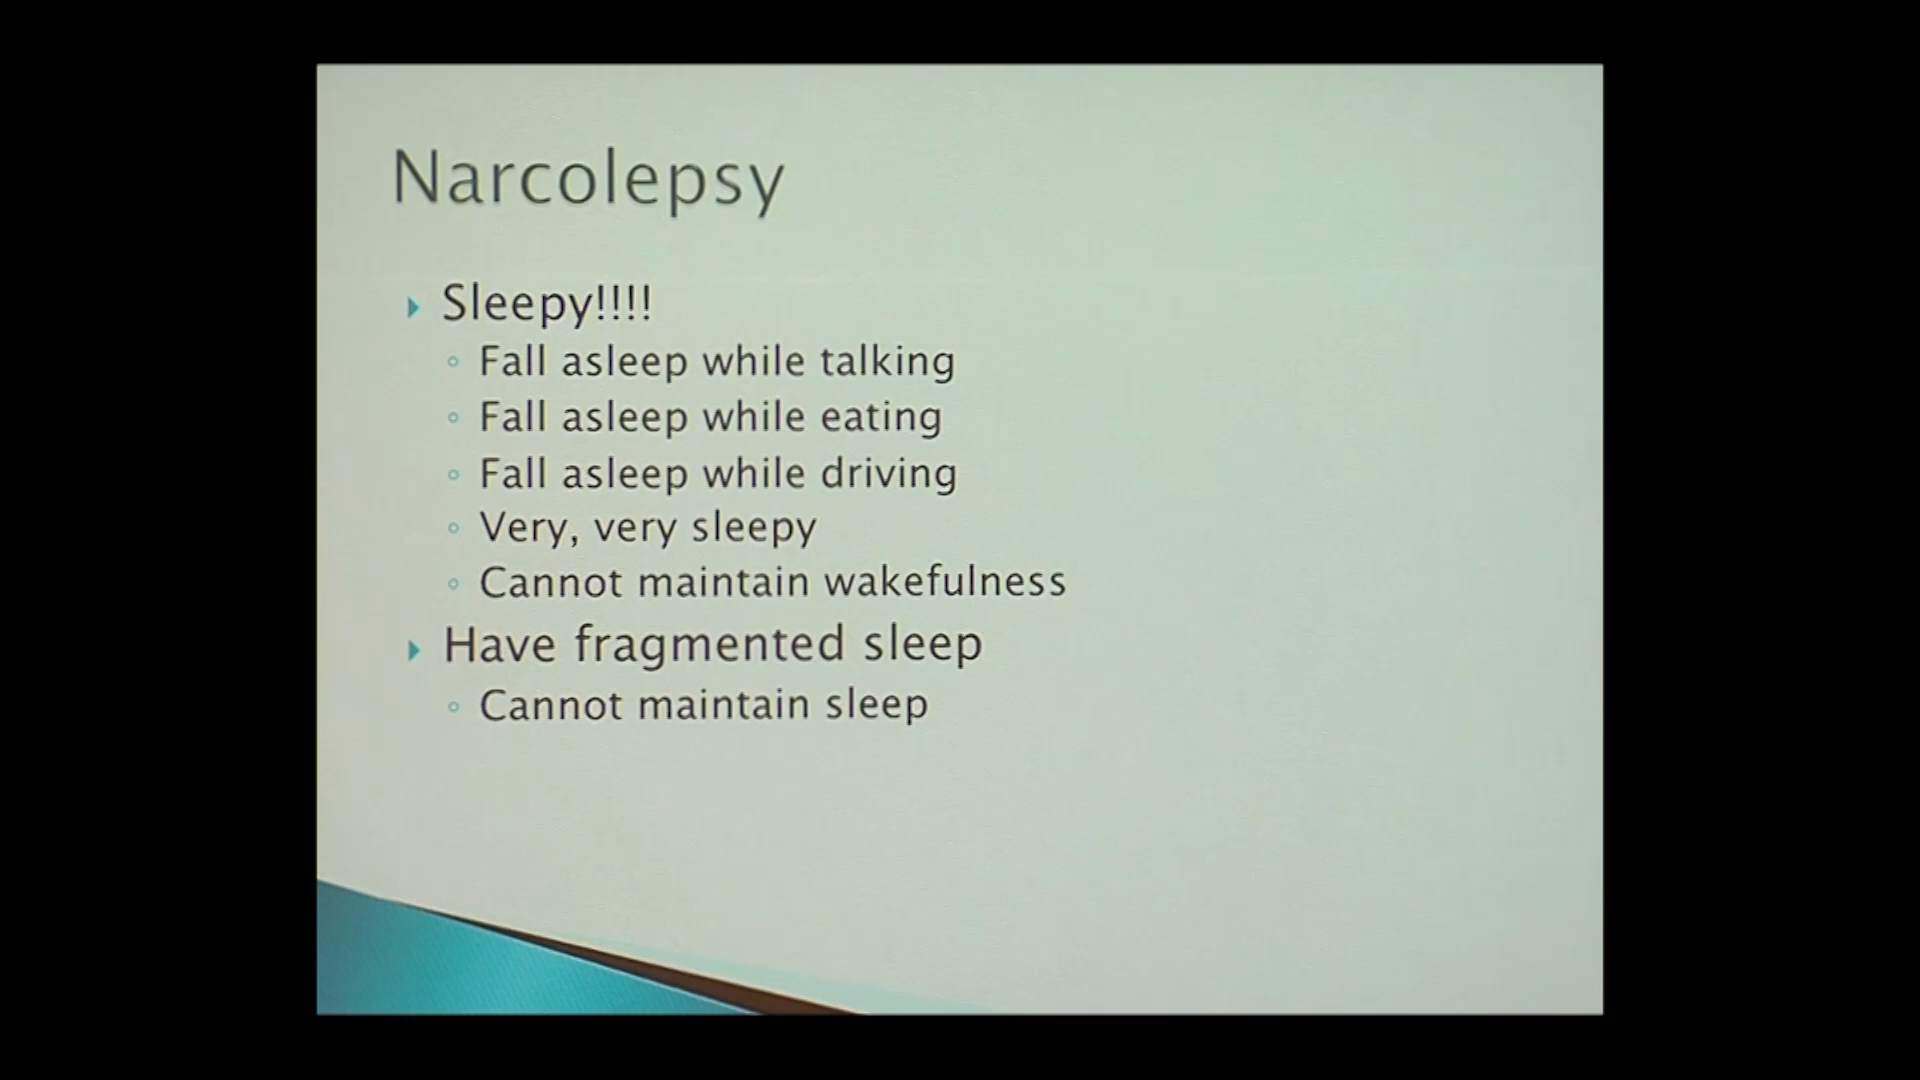 Narcolepsy
Sleepy!!!!
Fall asleep while talking
Fall asleep while eating
Fall asleep while driving
Very, very sleepy
Cannot maintain wakefulness
Have fragmented sleep
Cannot maintain sleep